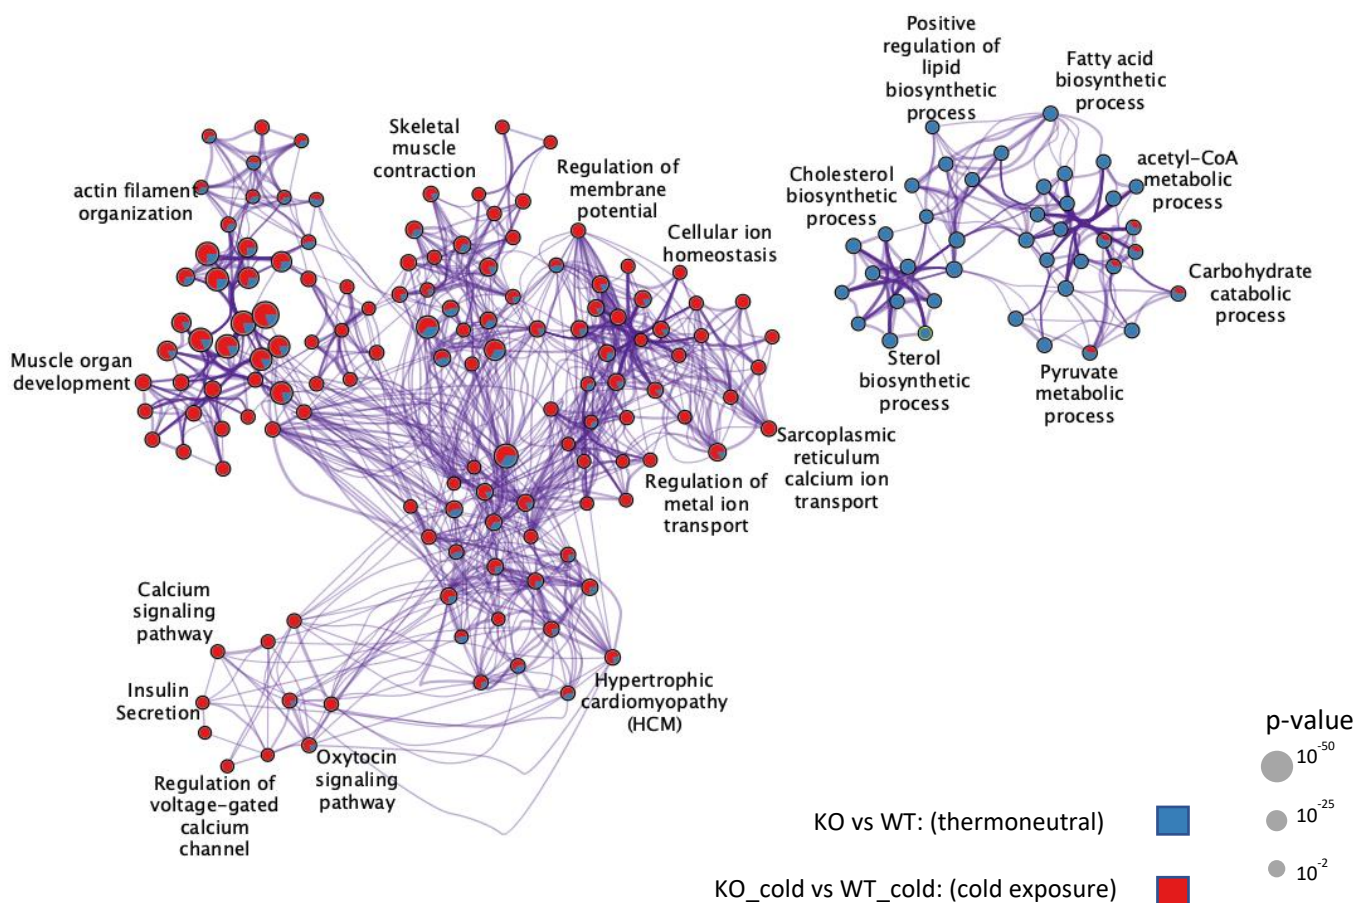 Positive
regulation of
lipid
biosynthetic
process
Fatty acid
biosynthetic
process
Skeletal
muscle
contraction
Regulation of
membrane
potential
Cholesterol
biosynthetic
process
acetyl-CoA
metabolic
process
actin filament
organization
Cellular ion
homeostasis
Carbohydrate
catabolic
process
Muscle organ
development
Sterol
biosynthetic
process
Pyruvate
metabolic
process
Sarcoplasmic
reticulum
calcium ion
transport
Regulation of
metal ion
transport
Calcium
signaling
pathway
Insulin
Secretion
Hypertrophic
cardiomyopathy
(HCM)
Oxytocin
signaling
pathway
Regulation of
voltage-gated
calcium
channel
p-value
10^-50
10^-25
10^-2
KO vs WT: (thermoneutral)
KO_cold vs WT_cold: (cold exposure)